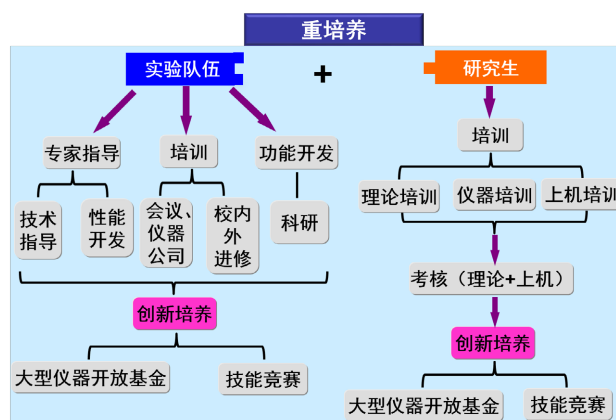 重培养
实验队伍
+
研究生
专家指导
培训
功能开发
技术
指导
性能
开发
会议、
仪器
公司
校内
外
进修
科研
创新培养
大型仪器开放基金
技能竞赛
培训
理论培训
仪器培训
上机培训
考核（理论+上机）
创新培养
大型仪器开放基金
技能竞赛